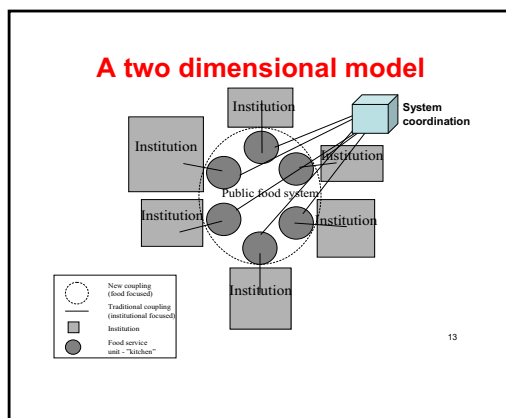 A two dimensional model
Institution
System
coordination
Institution
Institution
Public food system
Institution
Institution
Institution
New coupling
(food focused)
Traditional coupling
(institutional focused)
Institution
Food service
unit - "kitchen"
13